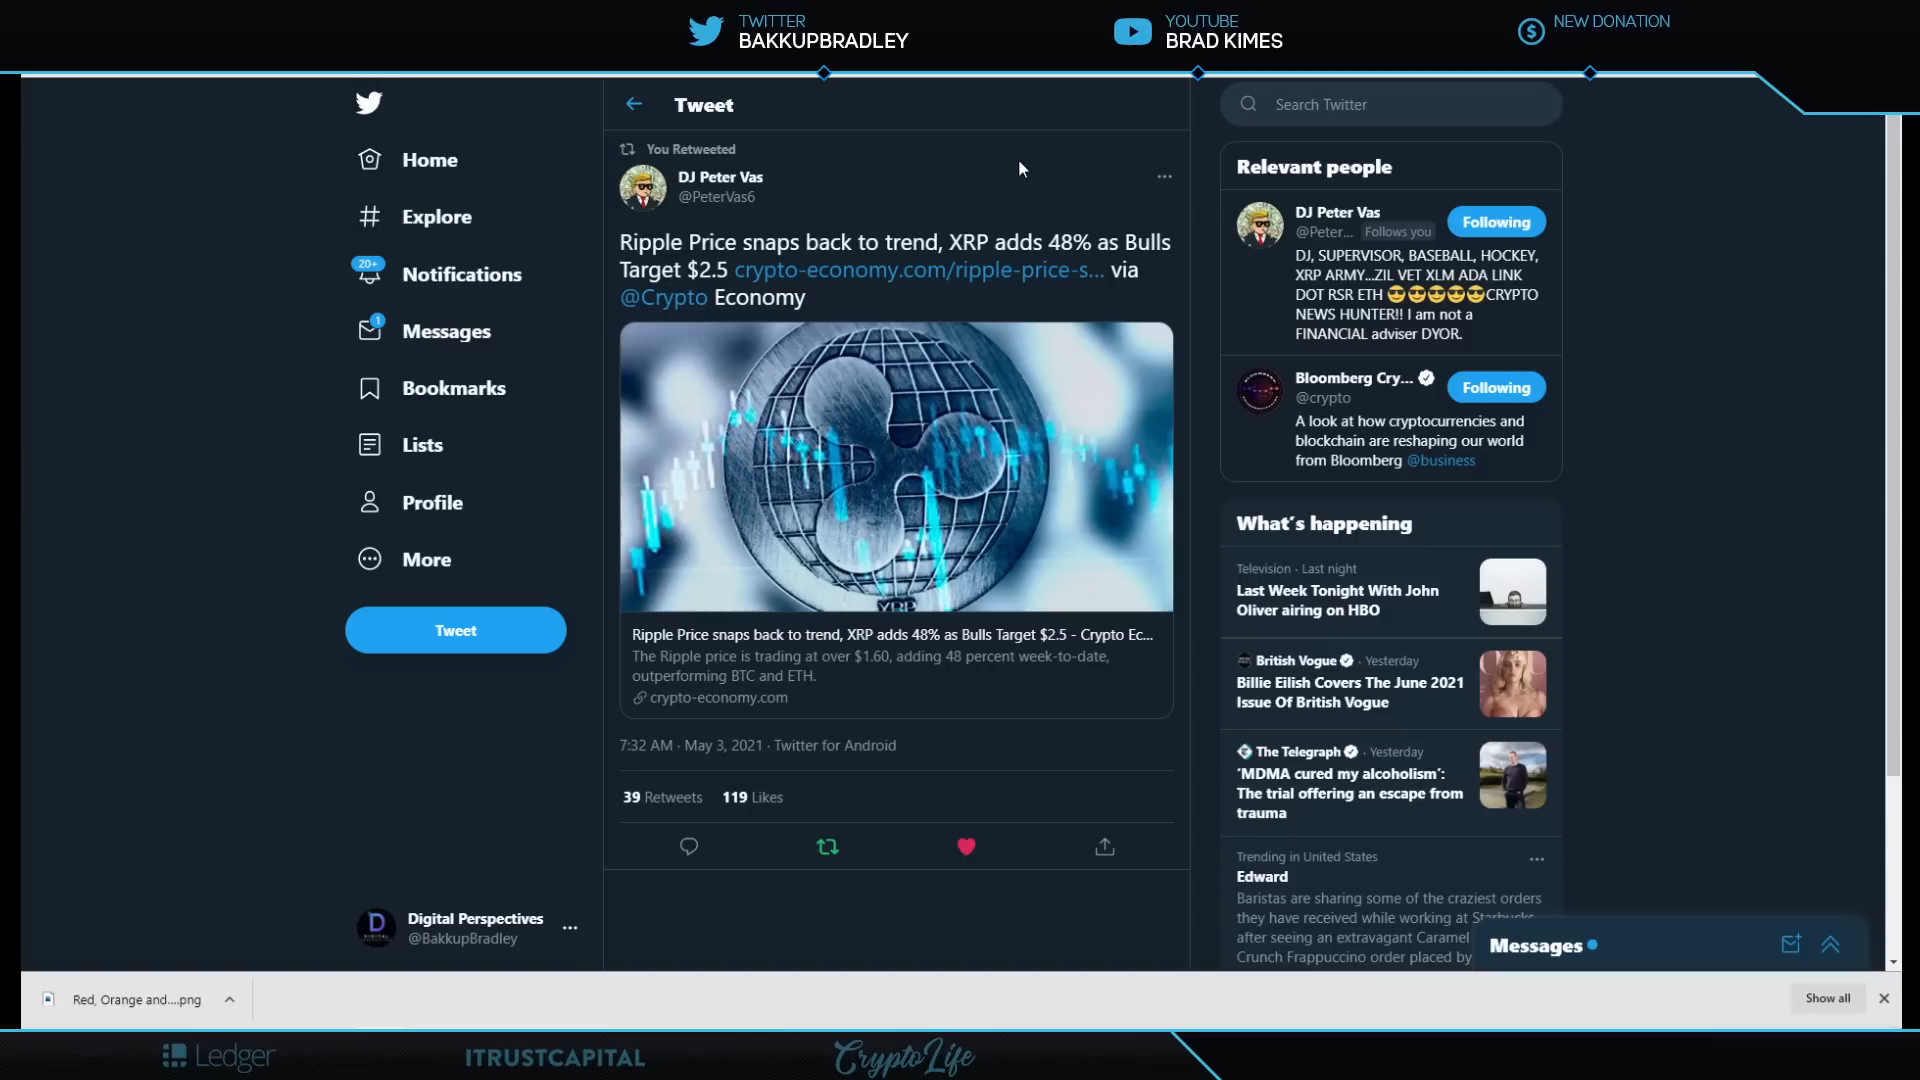 TWITTER
BAKKUPBRADLEY
YOUTUBE
BRAD KIMES
NEW DONATION
Home
Explore
20+
Notifications
1
Messages
Bookmarks
Lists
Profile
More
Tweet
Digital Perspectives
@BakkupBradley
Tweet
You Retweeted
DJ Peter Vas
@PeterVas6
Ripple Price snaps back to trend, XRP adds 48% as Bulls
Target $2.5 crypto-economy.com/ripple-price-s... via
@Crypto Economy
XRP
Ripple Price snaps back to trend, XRP adds 48% as Bulls Target $2.5 - Crypto Ec...
The Ripple price is trading at over $1.60, adding 48 percent week-to-date,
outperforming BTC and ETH.
crypto-economy.com
7:32 AM · May 3, 2021 · Twitter for Android
39 Retweets 119 Likes
Search Twitter
Relevant people
DJ Peter Vas
@Peter... Follows you
Following
DJ, SUPERVISOR, BASEBALL, HOCKEY,
XRP ARMY...ZIL VET XLM ADA LINK
DOT RSR ETH 😎😎😎😎😎CRYPTO
NEWS HUNTER!! I am not a
FINANCIAL adviser DYOR.
Bloomberg Cry...
@crypto
Following
A look at how cryptocurrencies and
blockchain are reshaping our world
from Bloomberg @business
What's happening
Television · Last night
Last Week Tonight With John
Oliver airing on HBO
British Vogue · Yesterday
Billie Eilish Covers The June 2021
Issue Of British Vogue
The Telegraph · Yesterday
'MDMA cured my alcoholism':
The trial offering an escape from
trauma
Trending in United States
Edward
Baristas are sharing some of the craziest orders
they have received while working at Starbucks
after seeing an extravagant Caramel
Crunch Frappuccino order placed by
Messages
Red, Orange and....png
Show all
Ledger
ITRUSTCAPITAL
CryptoLife